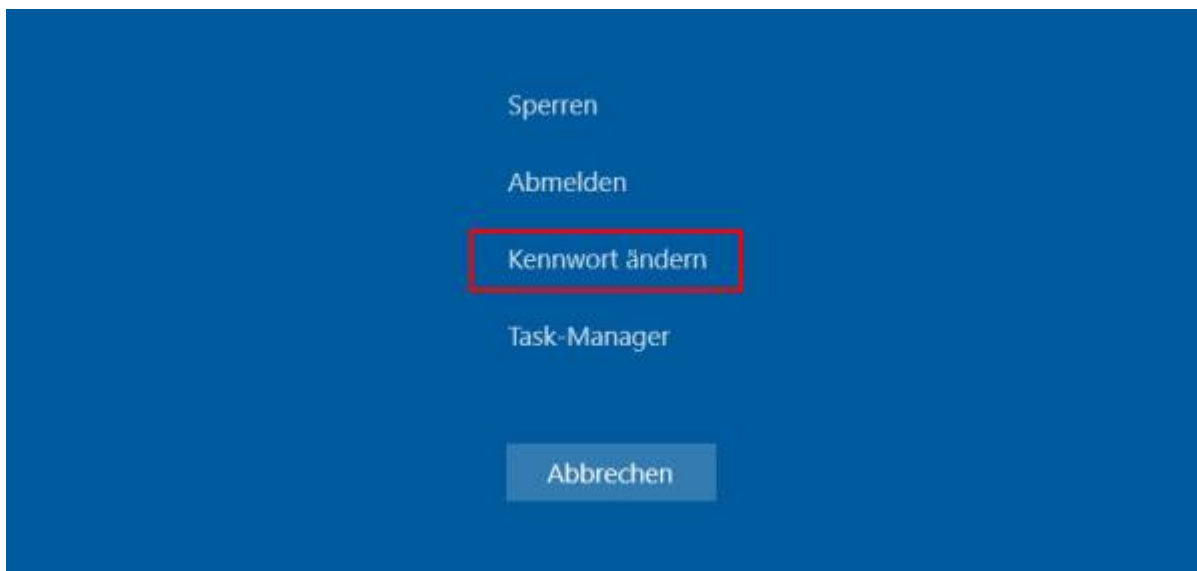 Sperren
Abmelden
Kennwort ändern
Task-Manager
Abbrechen